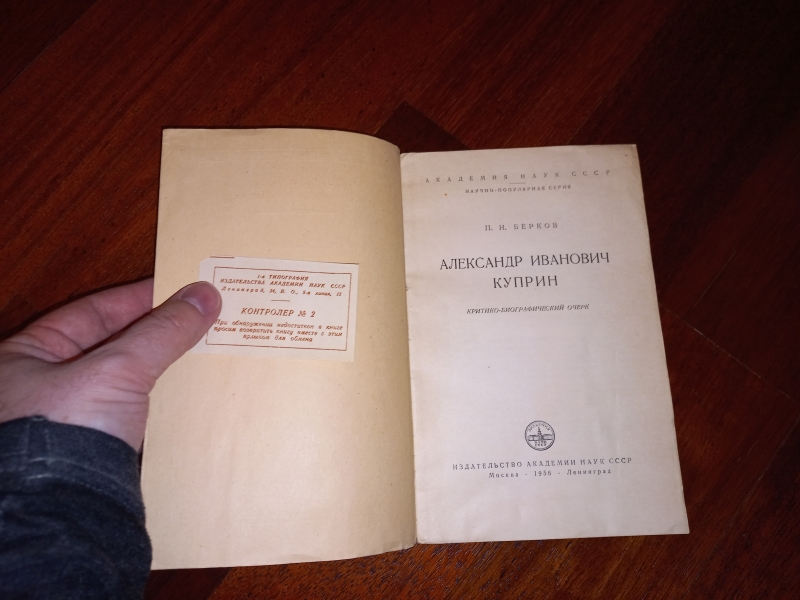 1-я ТИПОГРАФИЯ
ИЗДАТЕЛЬСТВА АКАДЕМИИ НАУК СССР
Ленинград, М. В. О., 9-я линия, 12
КОНТРОЛЕР № 2
При обнаружении недостатков в книге
просим возвратить книгу вместе с этим
ярлыком для обмена
АКАДЕМИЯ НАУК СССР
НАУЧНО-ПОПУЛЯРНАЯ СЕРИЯ
П. Н. БЕРКОВ
АЛЕКСАНДР ИВАНОВИЧ
КУПРИН
КРИТИКО-БИОГРАФИЧЕСКИЙ ОЧЕРК
ИЗДАТЕЛЬСТВО АКАДЕМИИ НАУК СССР
Москва - 1956 - Ленинград